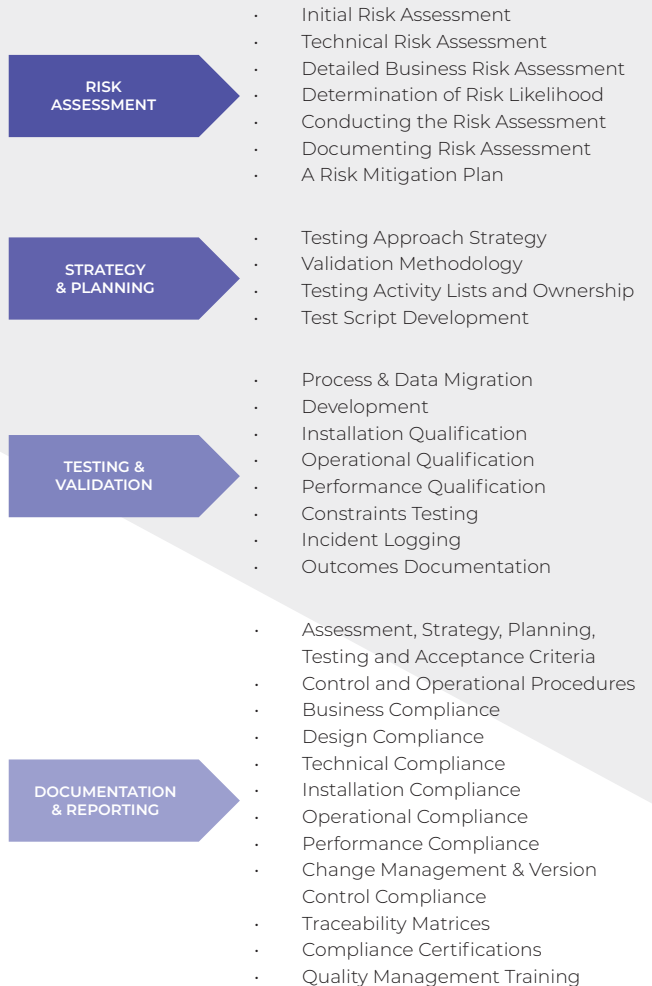 RISK
ASSESSMENT
· Initial Risk Assessment
· Technical Risk Assessment
· Detailed Business Risk Assessment
· Determination of Risk Likelihood
· Conducting the Risk Assessment
· Documenting Risk Assessment
· A Risk Mitigation Plan
STRATEGY
& PLANNING
· Testing Approach Strategy
· Validation Methodology
· Testing Activity Lists and Ownership
· Test Script Development
TESTING &
VALIDATION
· Process & Data Migration
· Development
· Installation Qualification
· Operational Qualification
· Performance Qualification
· Constraints Testing
· Incident Logging
· Outcomes Documentation
DOCUMENTATION
& REPORTING
· Assessment, Strategy, Planning,
Testing and Acceptance Criteria
· Control and Operational Procedures
· Business Compliance
· Design Compliance
· Technical Compliance
· Installation Compliance
· Operational Compliance
· Performance Compliance
· Change Management & Version
Control Compliance
· Traceability Matrices
· Compliance Certifications
· Quality Management Training